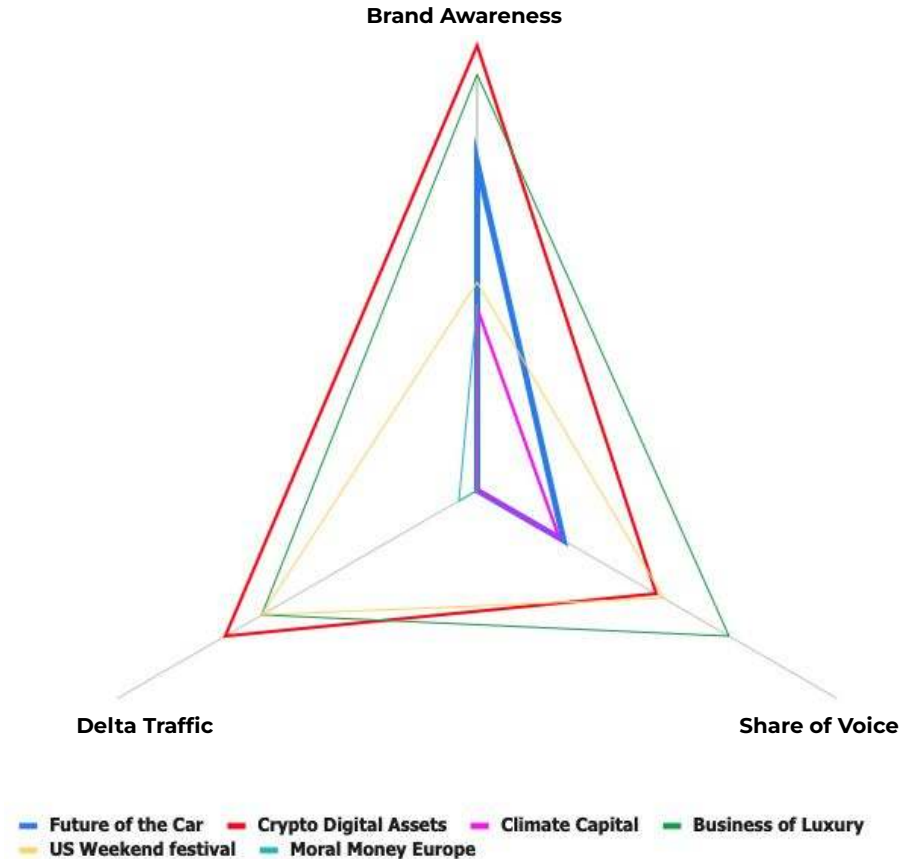 Brand Awareness
Delta Traffic
Share of Voice
Future of the Car Crypto Digital Assets Climate Capital Business of Luxury
US Weekend festival Moral Money Europe